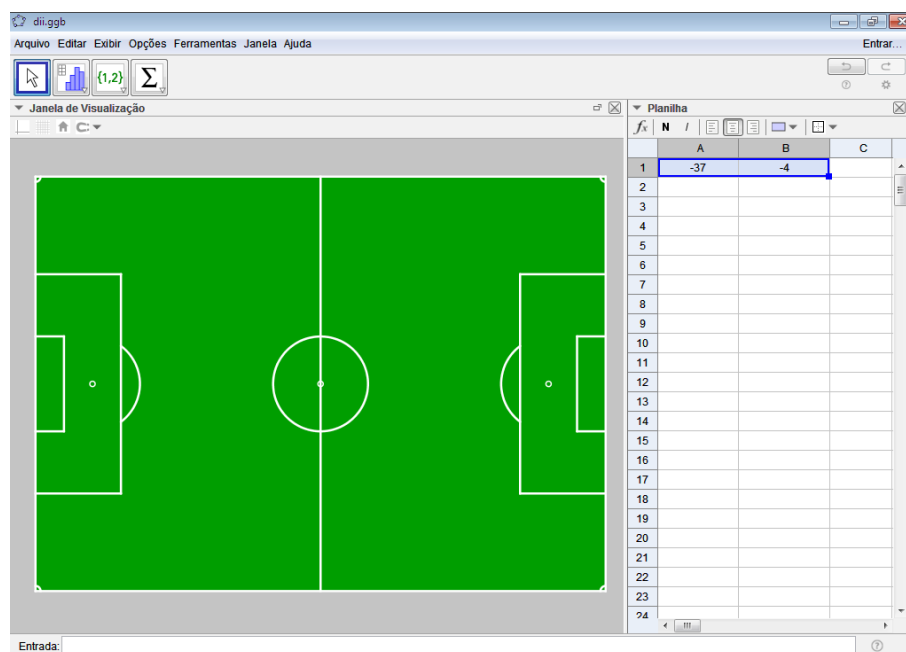 dii.ggb
Arquivo Editar Exibir Opções Ferramentas Janela Ajuda
Entrar...
{1,2}
Σ
Janela de Visualização
Planilha
fx N I
A B C
1 -37 -4
2
3
4
5
6
7
8
9
10
11
12
13
14
15
16
17
18
19
20
21
22
23
24
Entrada: